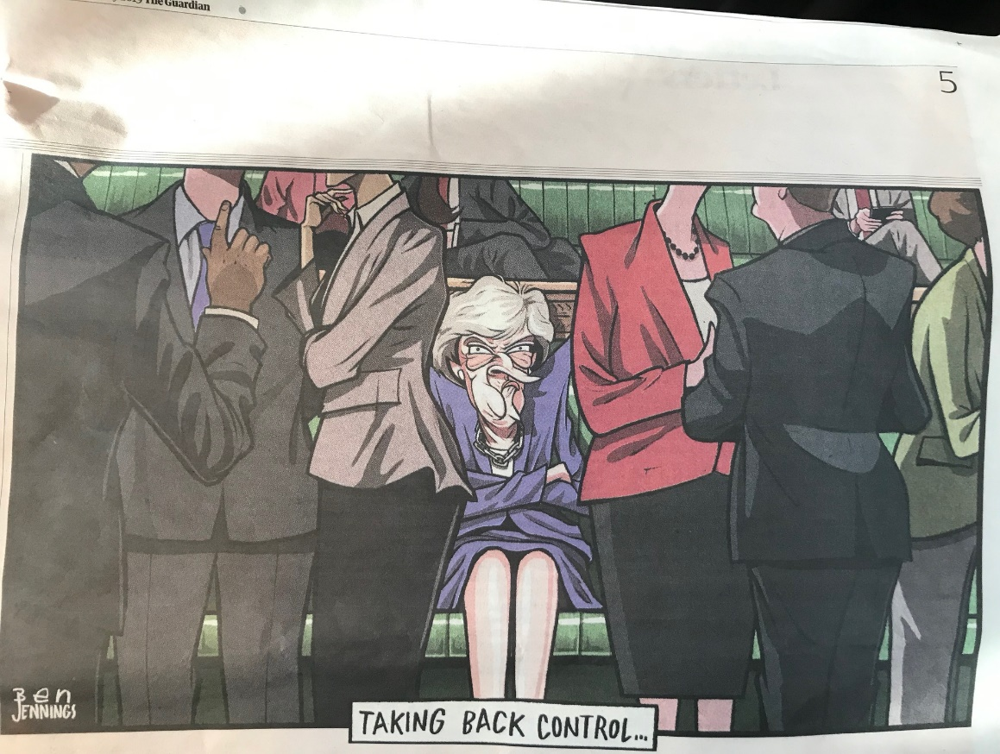 The Guardian
5
Ben
JENNINGS
TAKING BACK CONTROL...